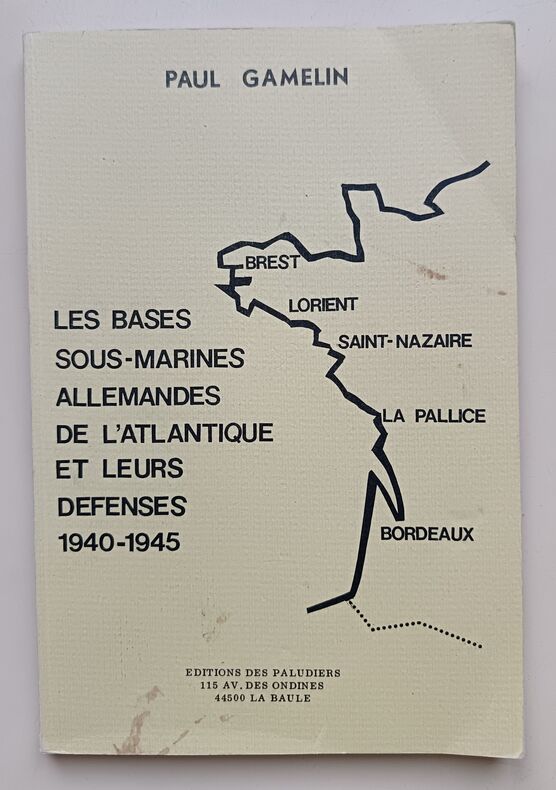 PAUL GAMELIN
BREST
LORIENT
SAINT-NAZAIRE
LA PALLICE
BORDEAUX
LES BASES
SOUS-MARINES
ALLEMANDES
DE L'ATLANTIQUE
ET LEURS
DEFENSES
1940-1945
EDITIONS DES PALUDIERS
115 AV. DES ONDINES
44500 LA BAULE